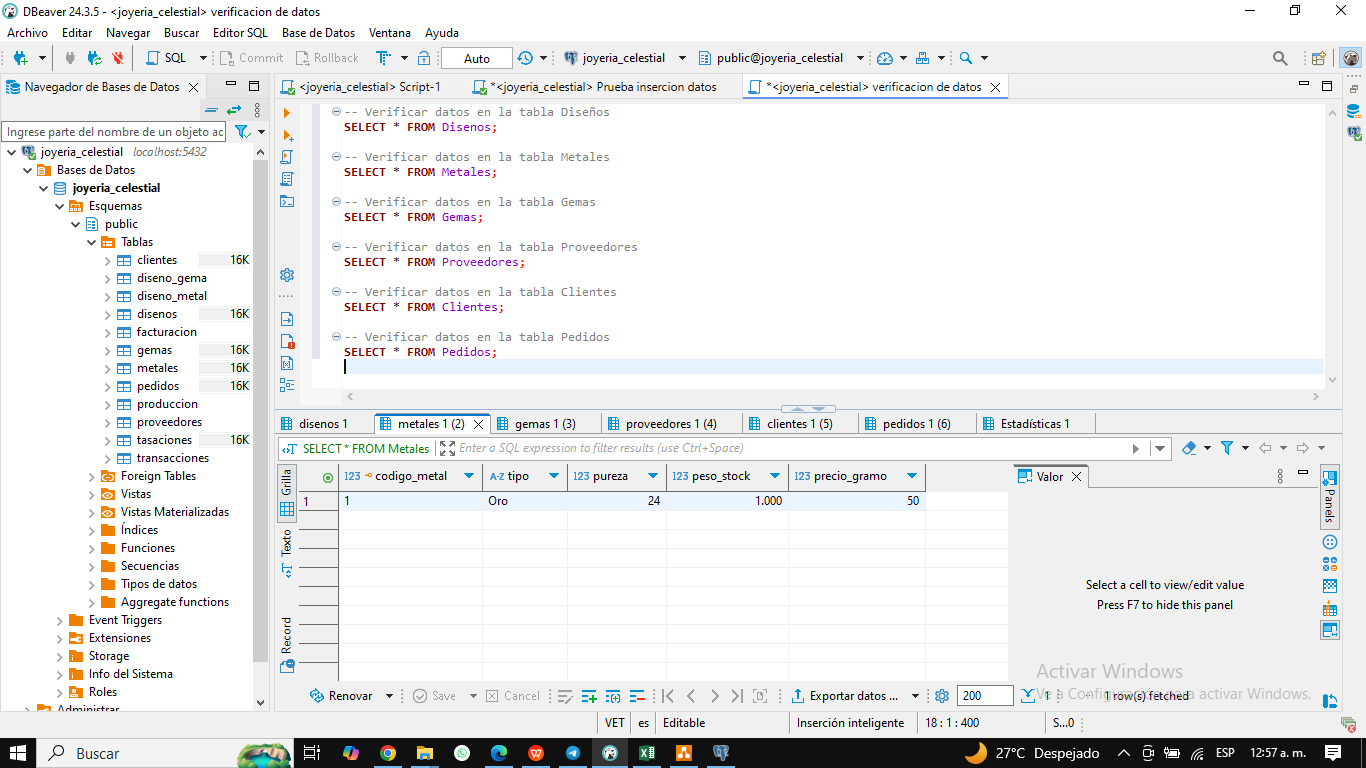 DBeaver 24.3.5 - <joyeria_celestial> verificacion de datos
Archivo Editar Navegar Buscar Editor SQL Base de Datos Ventana Ayuda
SQL Commit Rollback Auto joyeria_celestial public@joyeria_celestial
Navegador de Bases de Datos
<joyeria_celestial> Script-1 *<joyeria_celestial> Prueba insercion datos *<joyeria_celestial> verificacion de datos
Ingrese parte del nombre de un objeto ac
joyeria_celestial localhost:5432
Bases de Datos
joyeria_celestial
Esquemas
public
Tablas
clientes 16K
diseno_gema
diseno_metal
disenos 16K
facturacion
gemas 16K
metales 16K
pedidos 16K
produccion
proveedores
tasaciones 16K
transacciones
Foreign Tables
Vistas
Vistas Materializadas
Índices
Funciones
Secuencias
Tipos de datos
Aggregate functions
Event Triggers
Extensiones
Storage
Info del Sistema
Roles
Administrar
-- Verificar datos en la tabla Diseños
SELECT * FROM Disenos;
-- Verificar datos en la tabla Metales
SELECT * FROM Metales;
-- Verificar datos en la tabla Gemas
SELECT * FROM Gemas;
-- Verificar datos en la tabla Proveedores
SELECT * FROM Proveedores;
-- Verificar datos en la tabla Clientes
SELECT * FROM Clientes;
-- Verificar datos en la tabla Pedidos
SELECT * FROM Pedidos;
disenos 1 metales 1 (2) gemas 1 (3) proveedores 1 (4) clientes 1 (5) pedidos 1 (6) Estadísticas 1
SELECT * FROM Metales Enter a SQL expression to filter results (use Ctrl+Space)
Grilla
Texto
Record
123 codigo_metal A-Z tipo 123 pureza 123 peso_stock 123 precio_gramo
1 1 Oro 24 1.000 50
Valor
Panels
Select a cell to view/edit value
Press F7 to hide this panel
Activar Windows
Ve a Configuración para activar Windows.
Renovar Save Cancel Exportar datos ... 200 1 1 row(s) fetched
VET es Editable Inserción inteligente 18 : 1 : 400 S...0
Buscar 27°C Despejado ESP 12:57 a. m.